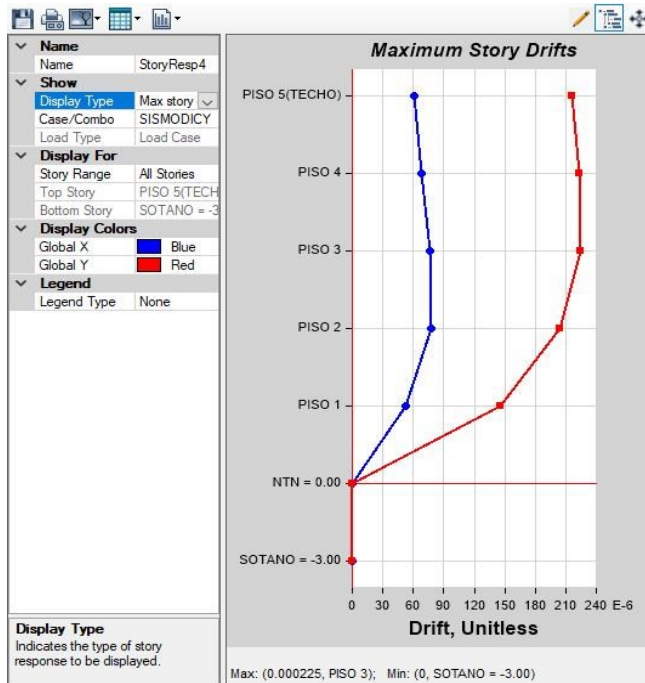 Name
Name StoryResp4
Show
Display Type Max story
Case/Combo SISMODICY
Load Type Load Case
Display For
Story Range All Stories
Top Story PISO 5(TECH
Bottom Story SOTANO = -3
Display Colors
Global X Blue
Global Y Red
Legend
Legend Type None
Display Type
Indicates the type of story
response to be displayed.
Maximum Story Drifts
PISO 5(TECHO)
PISO 4
PISO 3
PISO 2
PISO 1
NTN = 0.00
SOTANO = -3.00
0 30 60 90 120 150 180 210 240 E-6
Drift, Unitless
Max: (0.000225, PISO 3); Min: (0, SOTANO = -3.00)